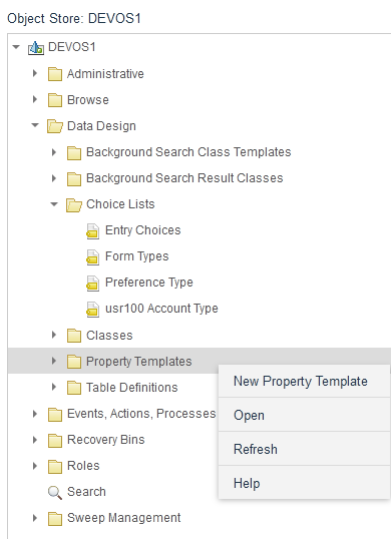 Object Store: DEVOS1
DEVOS1
Administrative
Browse
Data Design
Background Search Class Templates
Background Search Result Classes
Choice Lists
Entry Choices
Form Types
Preference Type
usr100 Account Type
Classes
Property Templates
Table Definitions
Events, Actions, Processes
Recovery Bins
Roles
Search
Sweep Management
New Property Template
Open
Refresh
Help